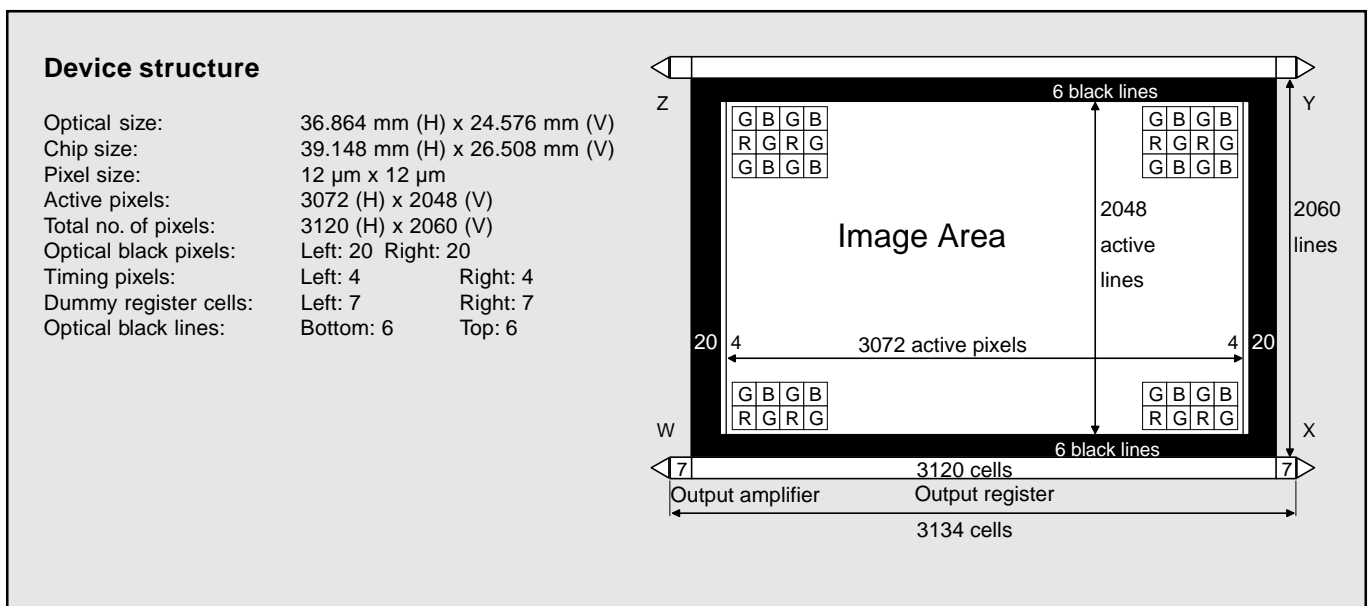 Device structure
Optical size: 36.864 mm (H) x 24.576 mm (V)
Chip size: 39.148 mm (H) x 26.508 mm (V)
Pixel size: 12 µm x 12 µm
Active pixels: 3072 (H) x 2048 (V)
Total no. of pixels: 3120 (H) x 2060 (V)
Optical black pixels: Left: 20 Right: 20
Timing pixels: Left: 4 Right: 4
Dummy register cells: Left: 7 Right: 7
Optical black lines: Bottom: 6 Top: 6
6 black lines
Z Y
G B G B G B G B
R G R G R G R G
G B G B G B G B
Image Area
2048
active
lines
2060
lines
20 4 3072 active pixels 4 20
G B G B G B G B
R G R G R G R G
W X
6 black lines
7 3120 cells 7
Output amplifier Output register
3134 cells